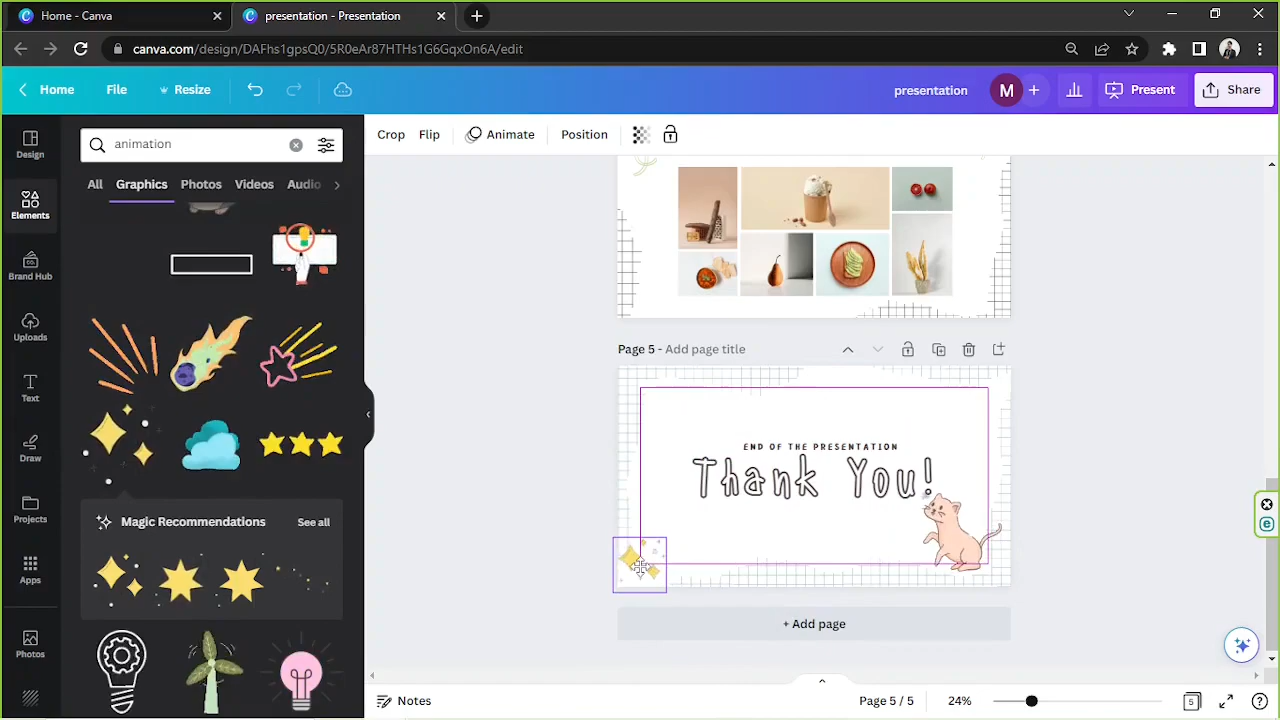 Home - Canva
presentation - Presentation
canva.com/design/DAFhs1gpsQ0/5R0eAr87HTHs1G6GqxOn6A/edit
Home
File
Resize
presentation
M
Present
Share
Design
Elements
Brand Hub
Uploads
Text
Draw
Projects
Apps
Photos
animation
All
Graphics
Photos
Videos
Audio
Magic Recommendations
See all
Crop
Flip
Animate
Position
Page 5 - Add page title
END OF THE PRESENTATION
Thank You!
+ Add page
Notes
Page 5 / 5
24%
5